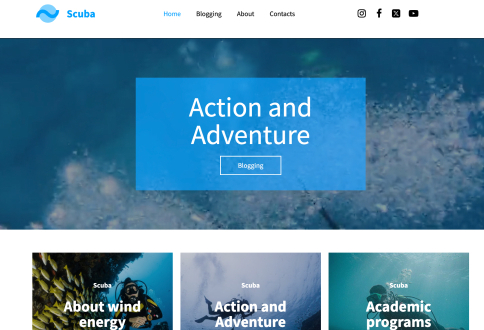 Scuba
Home Blogging About Contacts
Action and
Adventure
Blogging
Scuba
About wind
energy
Scuba
Action and
Adventure
Scuba
Academic
programs